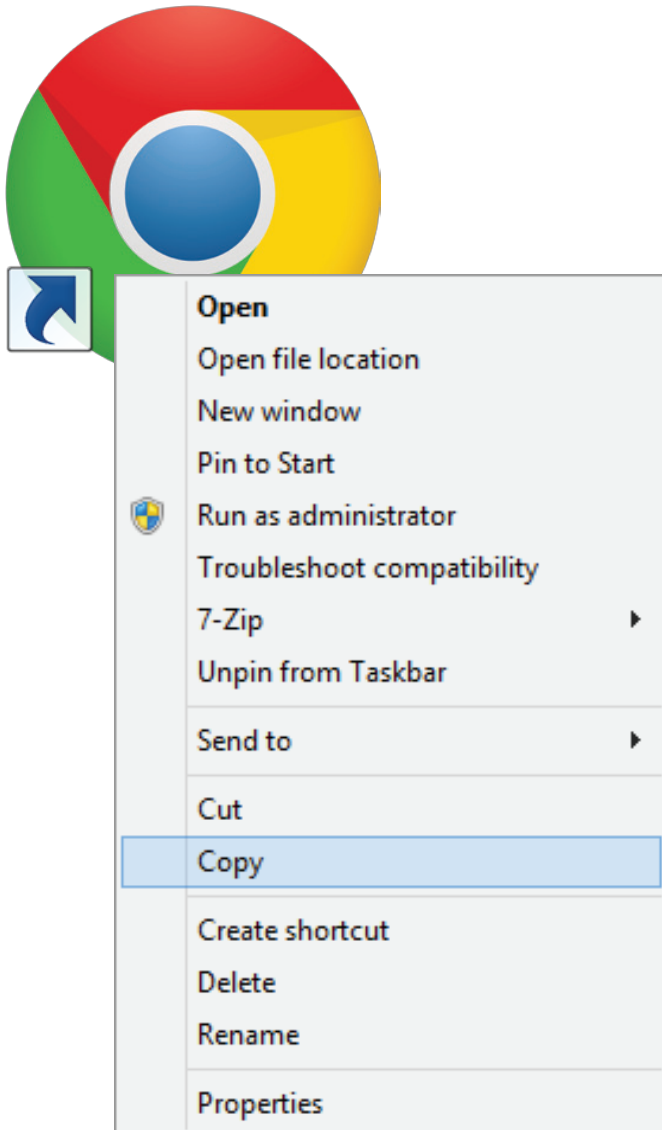 Open
Open file location
New window
Pin to Start
Run as administrator
Troubleshoot compatibility
7-Zip
Unpin from Taskbar
Send to
Cut
Copy
Create shortcut
Delete
Rename
Properties